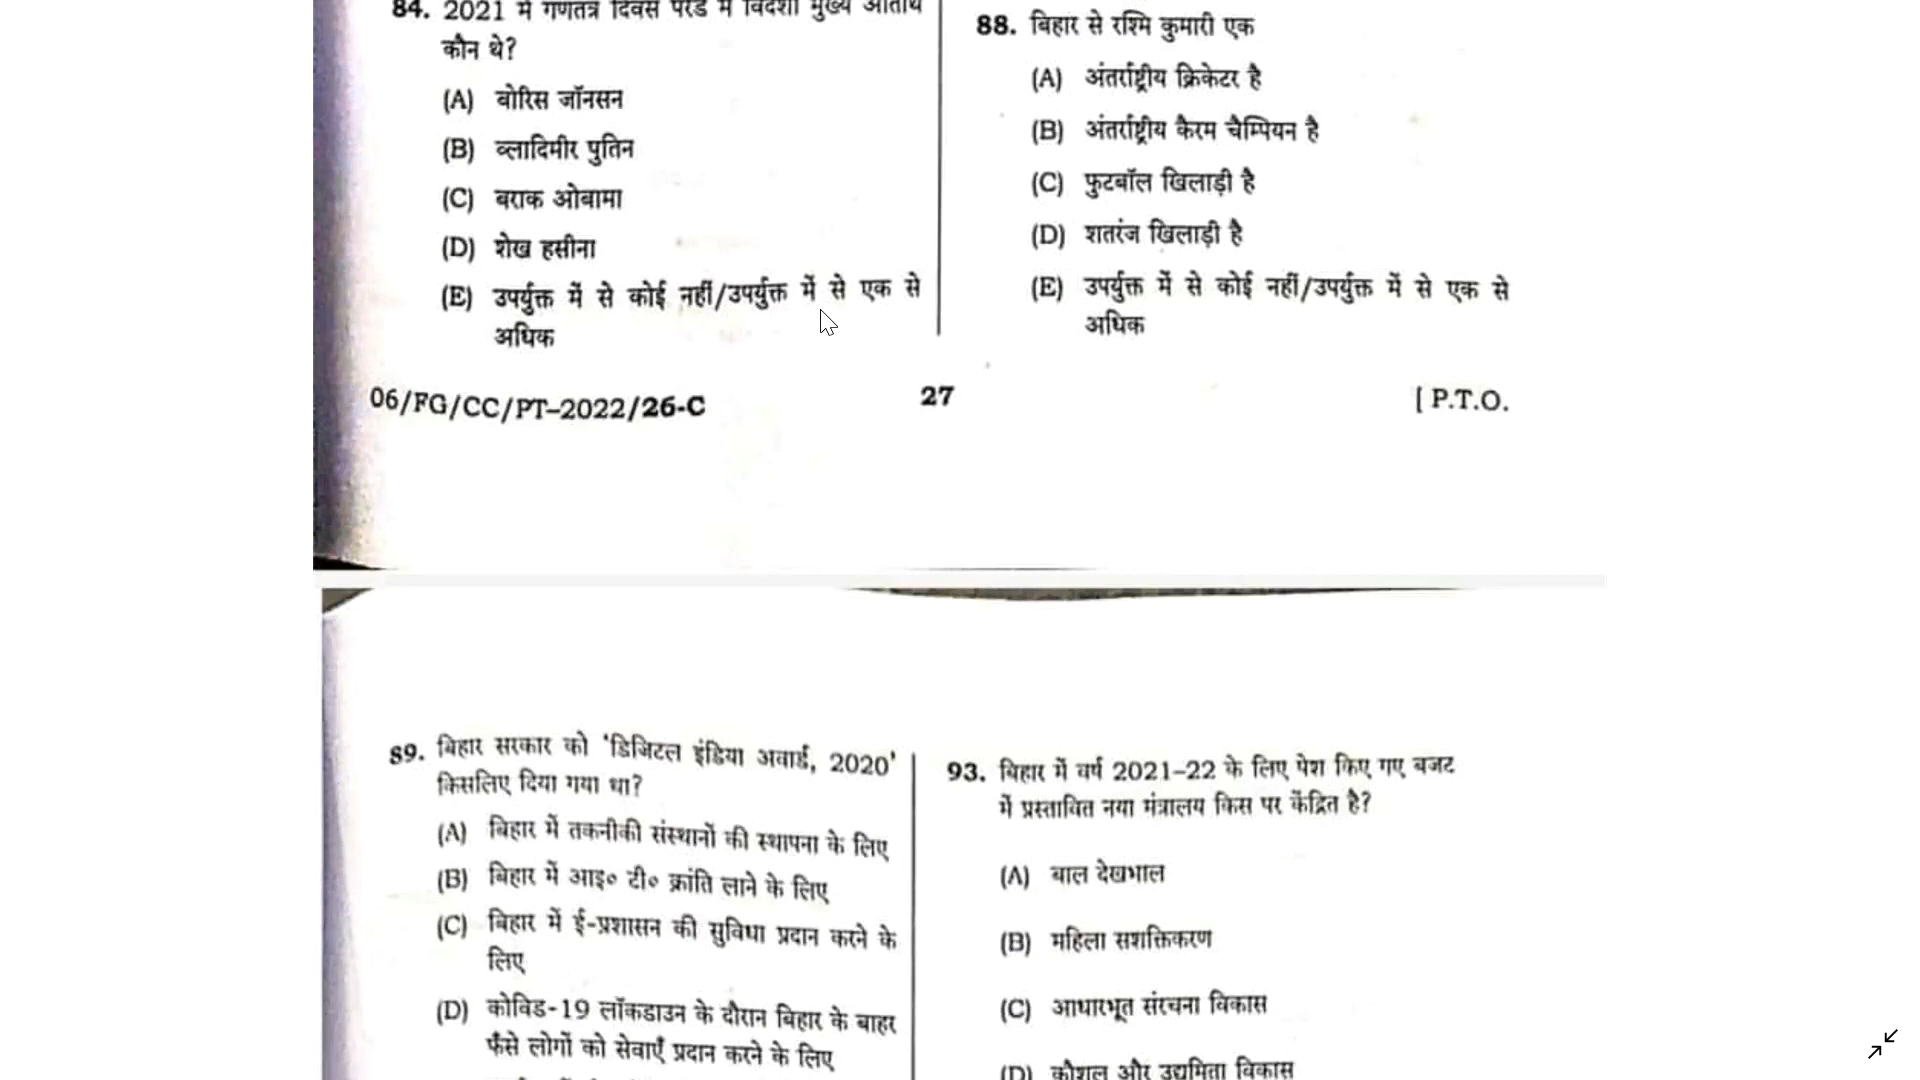 84. 2021 में गणतंत्र दिवस परेड में विदेशी मुख्य अतिथि
कौन थे?
(A) बोरिस जॉनसन
(B) व्लादिमीर पुतिन
(C) बराक ओबामा
(D) शेख हसीना
(E) उपर्युक्त में से कोई नहीं/उपर्युक्त में से एक से
अधिक
88. बिहार से रश्मि कुमारी एक
(A) अंतर्राष्ट्रीय क्रिकेटर है
(B) अंतर्राष्ट्रीय कैरम चैम्पियन है
(C) फुटबॉल खिलाड़ी है
(D) शतरंज खिलाड़ी है
(E) उपर्युक्त में से कोई नहीं/उपर्युक्त में से एक से
अधिक
06/FG/CC/PT–2022/26-C
27
[ P.T.O.
89. बिहार सरकार को 'डिजिटल इंडिया अवार्ड, 2020'
किसलिए दिया गया था?
(A) बिहार में तकनीकी संस्थानों की स्थापना के लिए
(B) बिहार में आइ० टी० क्रांति लाने के लिए
(C) बिहार में ई-प्रशासन की सुविधा प्रदान करने के
लिए
(D) कोविड-19 लॉकडाउन के दौरान बिहार के बाहर
फँसे लोगों को सेवाएँ प्रदान करने के लिए
93. बिहार में वर्ष 2021–22 के लिए पेश किए गए बजट
में प्रस्तावित नया मंत्रालय किस पर केंद्रित है?
(A) बाल देखभाल
(B) महिला सशक्तिकरण
(C) आधारभूत संरचना विकास
(D) कौशल और उद्यमिता विकास